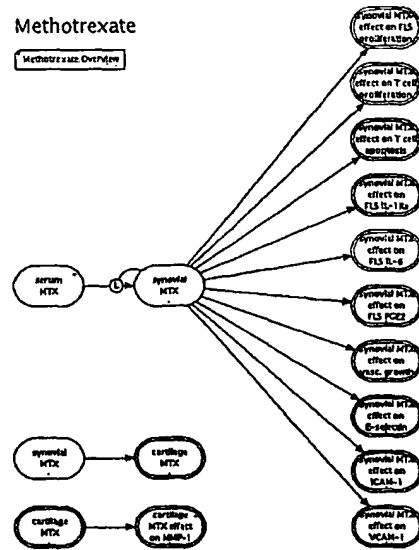 Methotrexate
Methotrexate Overview
synovial MTX
effect on FLS
proliferation
synovial MTX
effect on T cell
proliferation
synovial MTX
effect on T cell
apoptosis
synovial MTX
effect on
FLS IL-1Ra
synovial MTX
effect on
FLS IL-6
serum
MTX
L
synovial
MTX
synovial MTX
effect on
FLS PGE2
synovial MTX
effect on
vasc. growth
synovial MTX
effect on
E-selectin
synovial
MTX
cartilage
MTX
synovial MTX
effect on
ICAM-1
cartilage
MTX
cartilage
MTX effect
on MMP-1
synovial MTX
effect on
VCAM-1